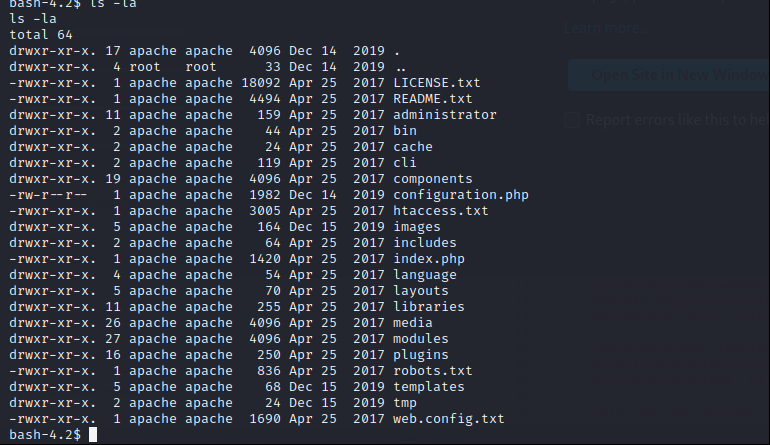 bash-4.2$ ls -la
ls -la
total 64
drwxr-xr-x. 17 apache apache  4096 Dec 14  2019 .
drwxr-xr-x.  4 root   root      33 Dec 14  2019 ..
-rwxr-xr-x.  1 apache apache 18092 Apr 25  2017 LICENSE.txt
-rwxr-xr-x.  1 apache apache  4494 Apr 25  2017 README.txt
drwxr-xr-x. 11 apache apache   159 Apr 25  2017 administrator
drwxr-xr-x.  2 apache apache    44 Apr 25  2017 bin
drwxr-xr-x.  2 apache apache    24 Apr 25  2017 cache
drwxr-xr-x.  2 apache apache   119 Apr 25  2017 cli
drwxr-xr-x. 19 apache apache  4096 Apr 25  2017 components
-rw-r--r--   1 apache apache  1982 Dec 14  2019 configuration.php
-rwxr-xr-x.  1 apache apache  3005 Apr 25  2017 htaccess.txt
drwxr-xr-x.  5 apache apache   164 Dec 15  2019 images
drwxr-xr-x.  2 apache apache    64 Apr 25  2017 includes
-rwxr-xr-x.  1 apache apache  1420 Apr 25  2017 index.php
drwxr-xr-x.  4 apache apache    54 Apr 25  2017 language
drwxr-xr-x.  5 apache apache    70 Apr 25  2017 layouts
drwxr-xr-x. 11 apache apache   255 Apr 25  2017 libraries
drwxr-xr-x. 26 apache apache  4096 Apr 25  2017 media
drwxr-xr-x. 27 apache apache  4096 Apr 25  2017 modules
drwxr-xr-x. 16 apache apache   250 Apr 25  2017 plugins
-rwxr-xr-x.  1 apache apache   836 Apr 25  2017 robots.txt
drwxr-xr-x.  5 apache apache    68 Dec 15  2019 templates
drwxr-xr-x.  2 apache apache    24 Dec 15  2019 tmp
-rwxr-xr-x.  1 apache apache  1690 Apr 25  2017 web.config.txt
bash-4.2$
Learn more...
Open Site in New Window
Report errors like this to